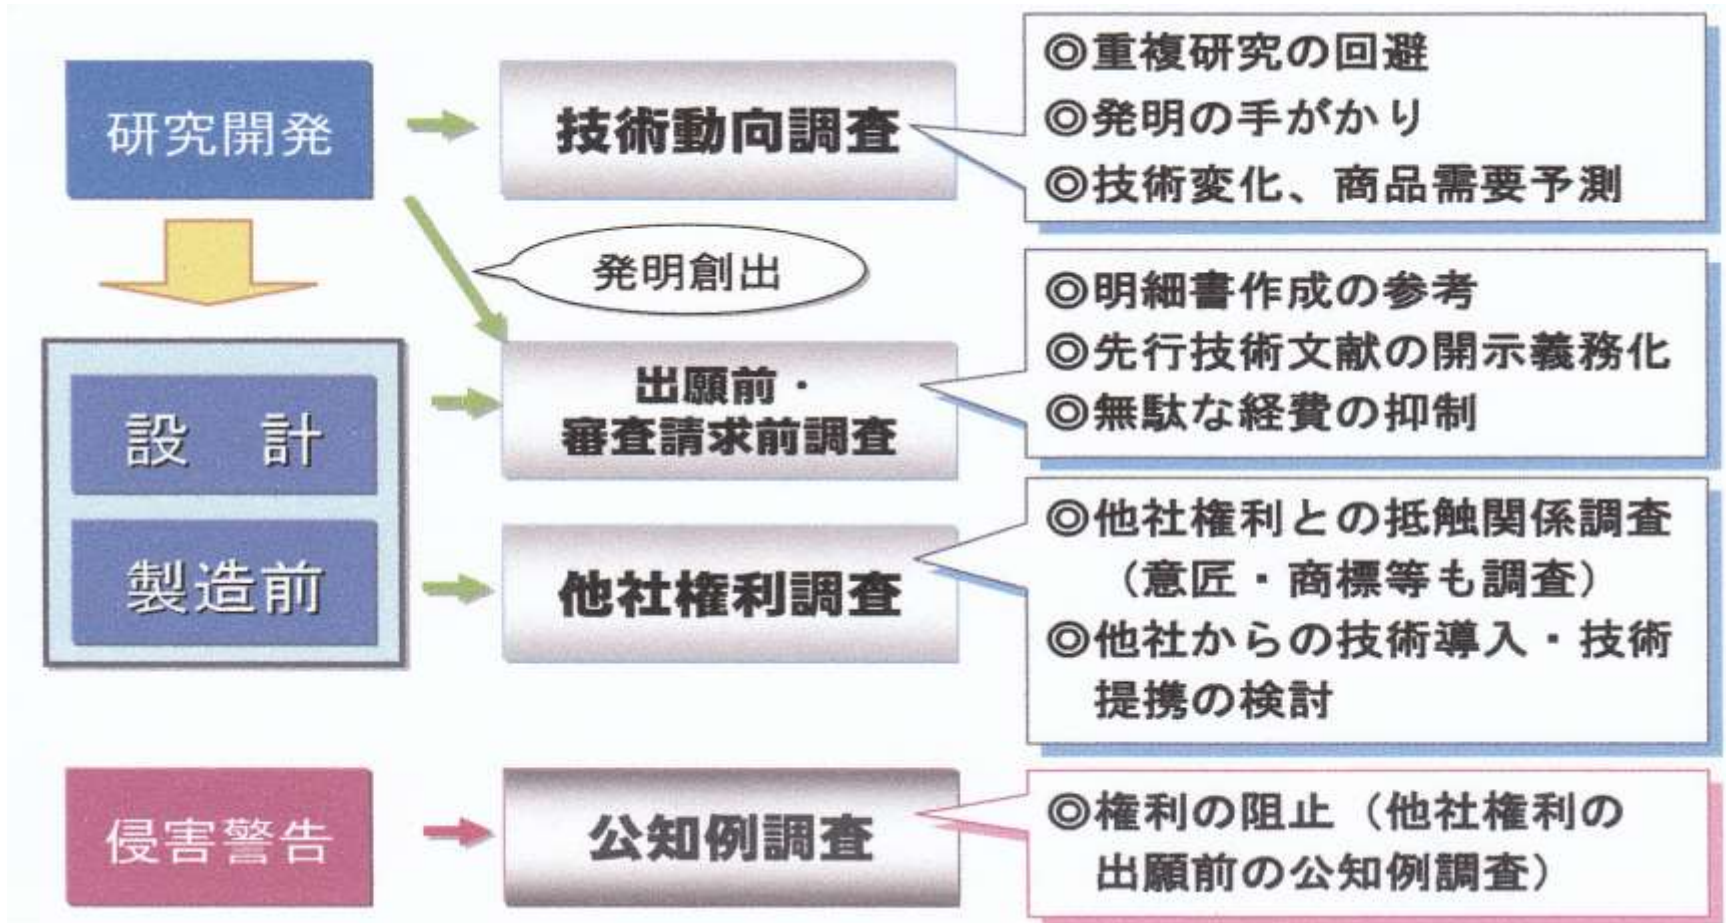 研究開発
技術動向調査
◎重複研究の回避
◎発明の手がかり
◎技術変化、商品需要予測
発明創出
設　計
出願前・
審査請求前調査
◎明細書作成の参考
◎先行技術文献の開示義務化
◎無駄な経費の抑制
製造前
他社権利調査
◎他社権利との抵触関係調査
（意匠・商標等も調査）
◎他社からの技術導入・技術
提携の検討
侵害警告
公知例調査
◎権利の阻止（他社権利の
出願前の公知例調査）